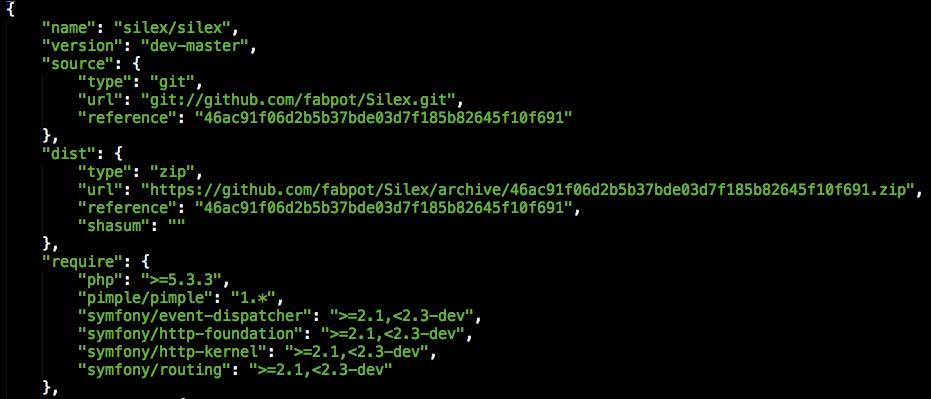 {
"name": "silex/silex",
"version": "dev-master",
"source": {
"type": "git",
"url": "git://github.com/fabpot/Silex.git",
"reference": "46ac91f06d2b5b37bde03d7f185b82645f10f691"
},
"dist": {
"type": "zip",
"url": "https://github.com/fabpot/Silex/archive/46ac91f06d2b5b37bde03d7f185b82645f10f691.zip",
"reference": "46ac91f06d2b5b37bde03d7f185b82645f10f691",
"shasum": ""
},
"require": {
"php": ">=5.3.3",
"pimple/pimple": "1.*",
"symfony/event-dispatcher": ">=2.1,<2.3-dev",
"symfony/http-foundation": ">=2.1,<2.3-dev",
"symfony/http-kernel": ">=2.1,<2.3-dev",
"symfony/routing": ">=2.1,<2.3-dev"
},